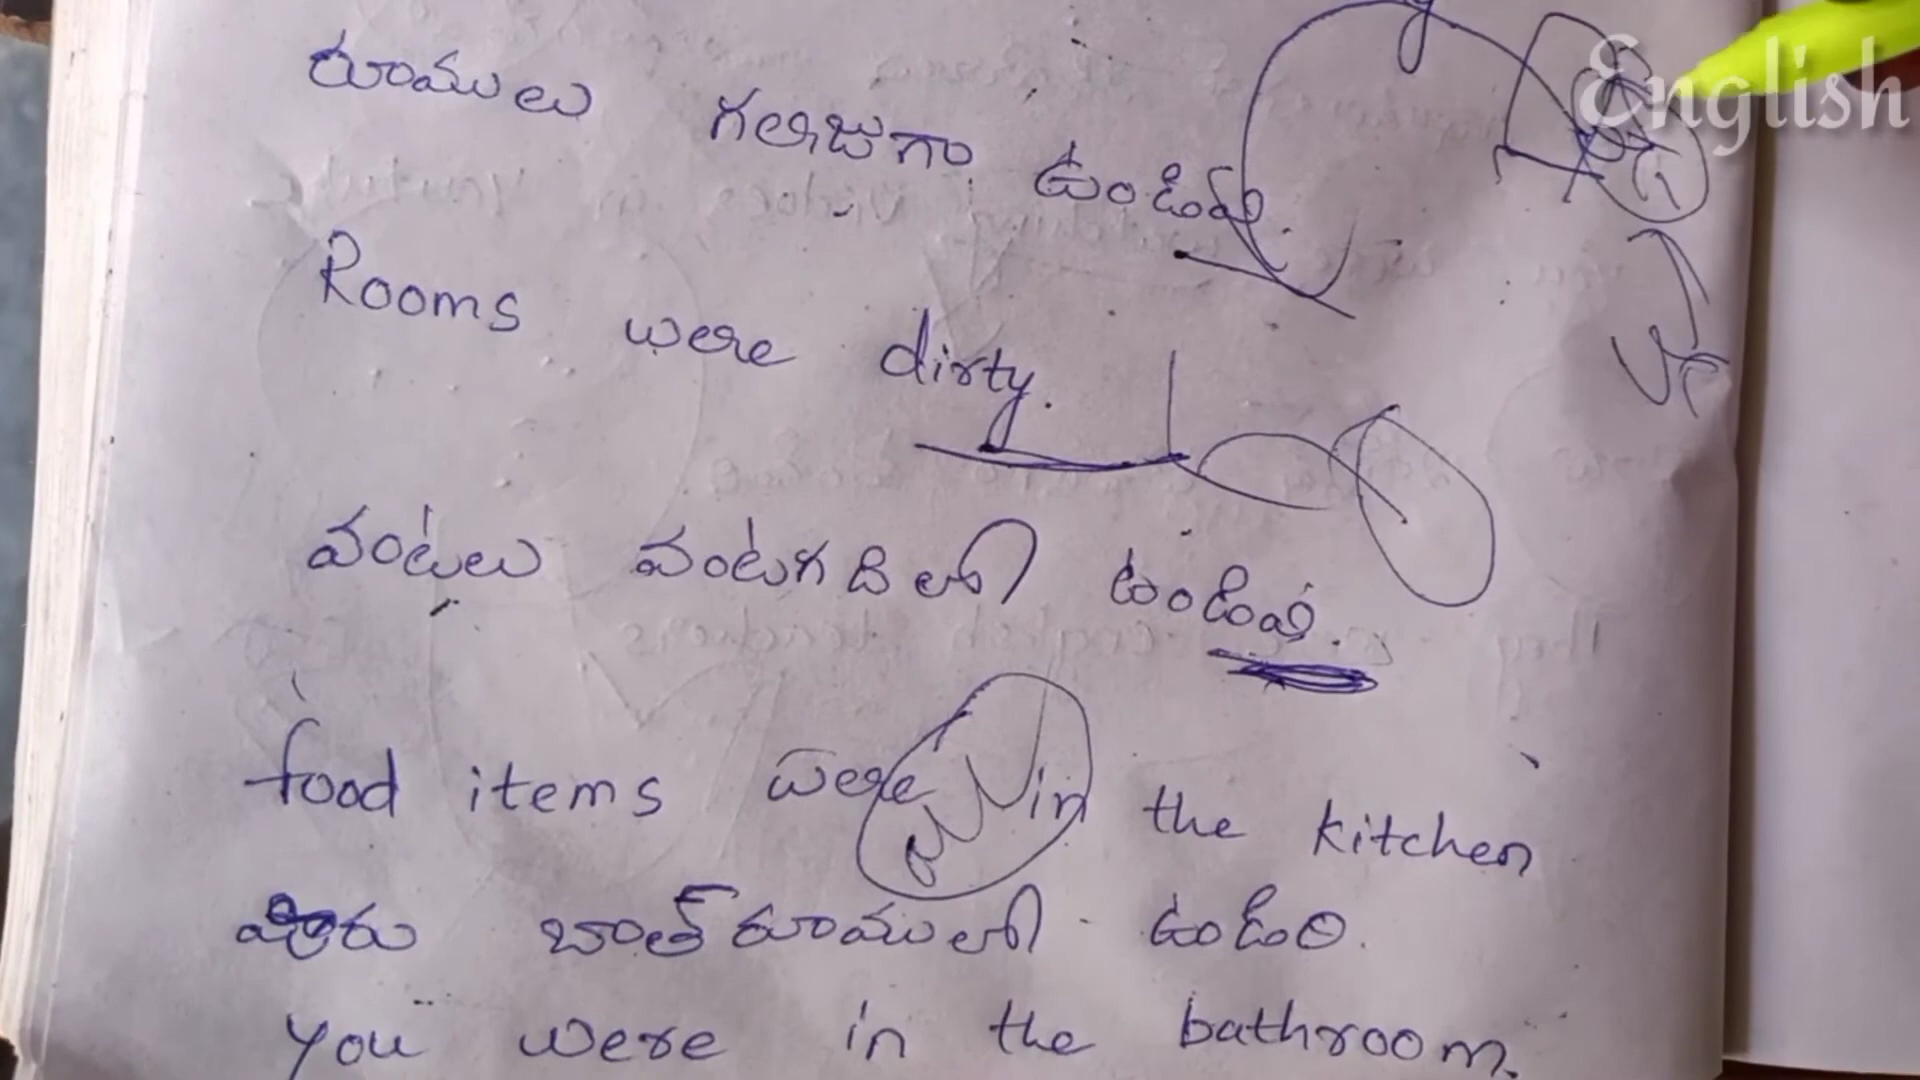 English
రూములు గలిజుగా ఉండివి.
Rooms were dirty.
వంటలు వంటగదిలో ఉండివి.
food items were in the kitchen
మీరు బాత్రూములో ఉండిరి.
you were in the bathroom.